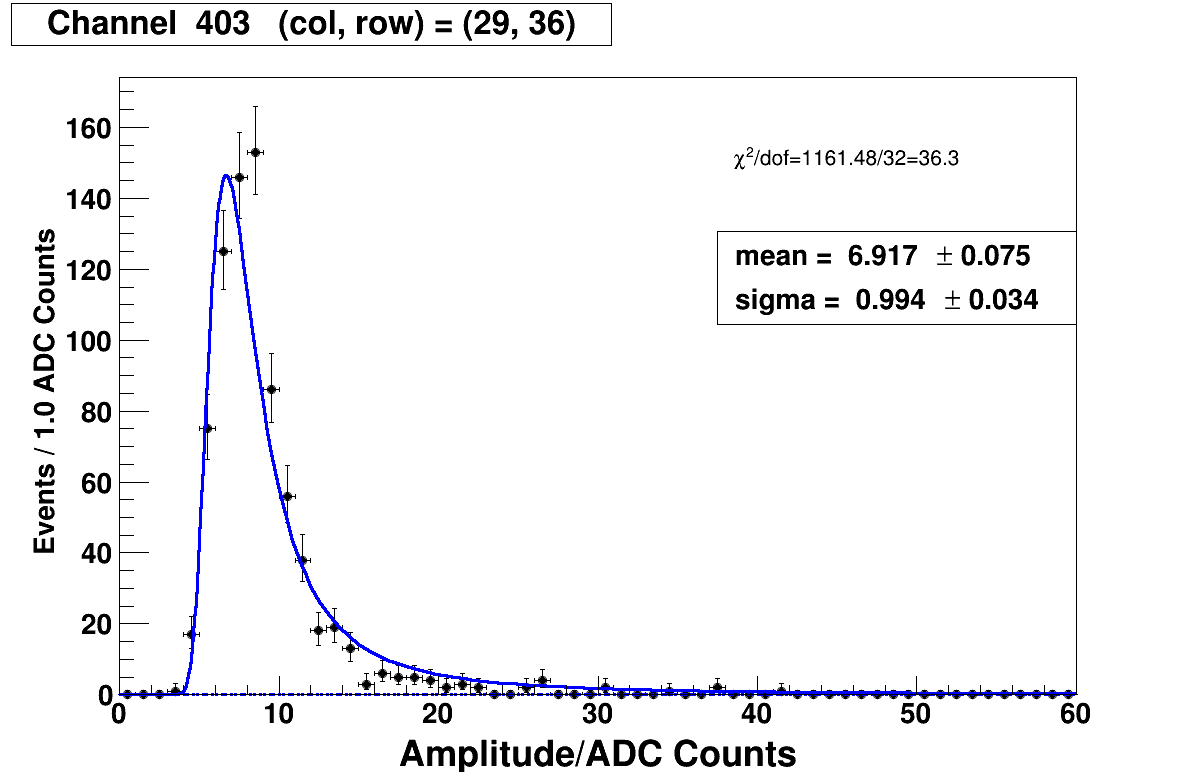 Channel 403 (col, row) = (29, 36)
χ²/dof=1161.48/32=36.3
mean = 6.917 ± 0.075
sigma = 0.994 ± 0.034
Events / 1.0 ADC Counts
160
140
120
100
80
60
40
20
0
0 10 20 30 40 50 60
Amplitude/ADC Counts